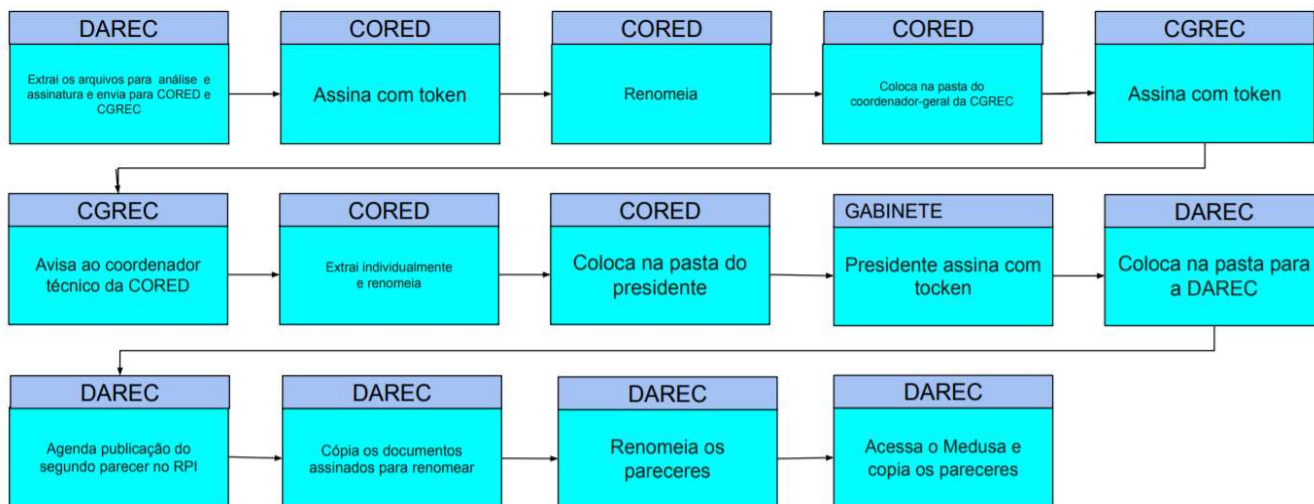 DAREC
Extrai os arquivos para análise e
assinatura e envia para CORED e
CGREC
CORED
Assina com token
CORED
Renomeia
CORED
Coloca na pasta do
coordenador-geral da CGREC
CGREC
Assina com token
CGREC
Avisa ao coordenador
técnico da CORED
CORED
Extrai individualmente
e renomeia
CORED
Coloca na pasta do
presidente
GABINETE
Presidente assina com
tocken
DAREC
Coloca na pasta para
a DAREC
DAREC
Agenda publicação do
segundo parecer no RPI
DAREC
Cópia os documentos
assinados para renomear
DAREC
Renomeia os
pareceres
DAREC
Acessa o Medusa e
copia os pareceres